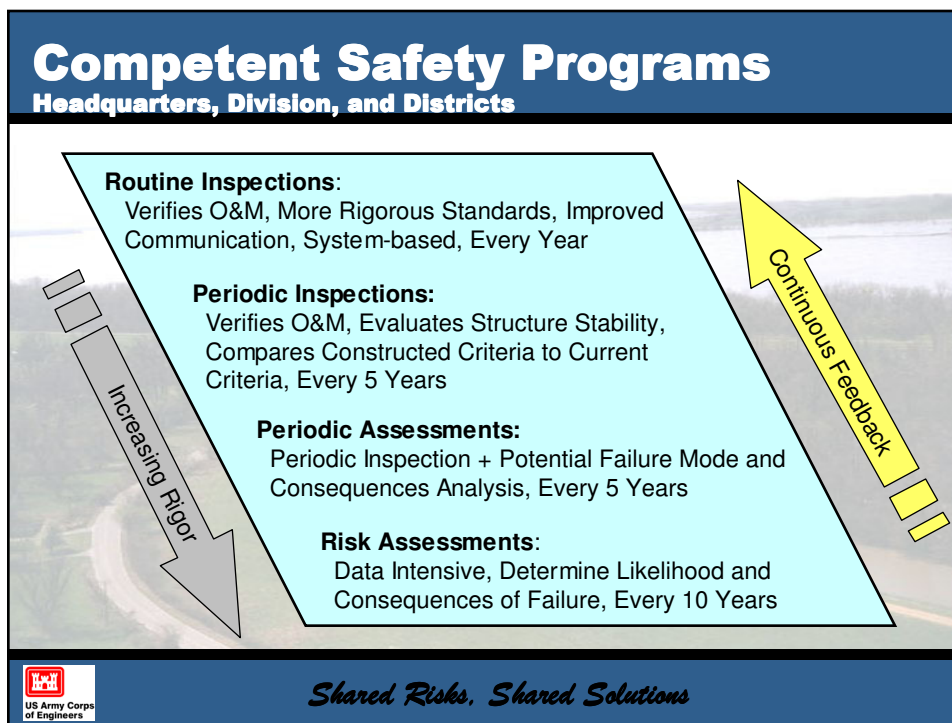 Competent Safety Programs
Headquarters, Division, and Districts
Routine Inspections:
Verifies O&M, More Rigorous Standards, Improved
Communication, System-based, Every Year
Periodic Inspections:
Verifies O&M, Evaluates Structure Stability,
Compares Constructed Criteria to Current
Criteria, Every 5 Years
Periodic Assessments:
Periodic Inspection + Potential Failure Mode and
Consequences Analysis, Every 5 Years
Risk Assessments:
Data Intensive, Determine Likelihood and
Consequences of Failure, Every 10 Years
Increasing Rigor
Continuous Feedback
US Army Corps
of Engineers
Shared Risks, Shared Solutions